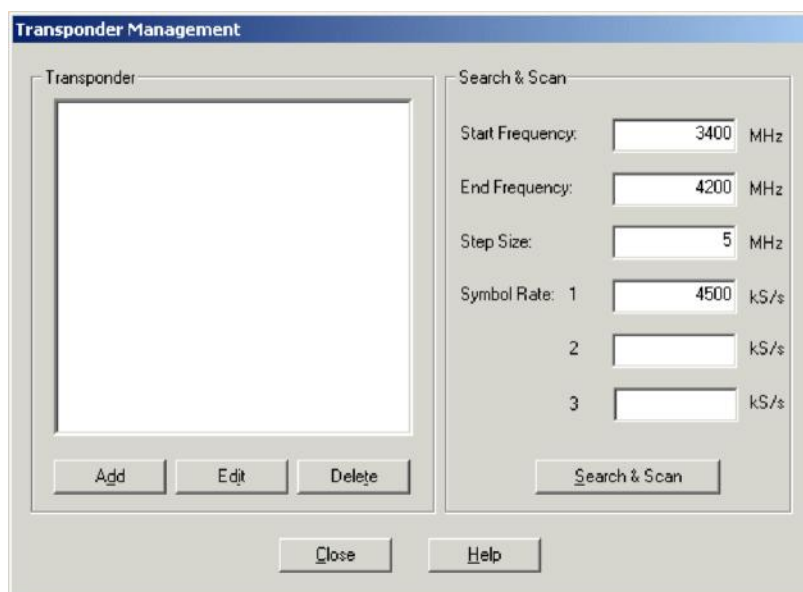 Transponder Management
Transponder
Add Edit Delete
Search & Scan
Start Frequency: 3400 MHz
End Frequency: 4200 MHz
Step Size: 5 MHz
Symbol Rate: 1 4500 kS/s
2 kS/s
3 kS/s
Search & Scan
Close Help